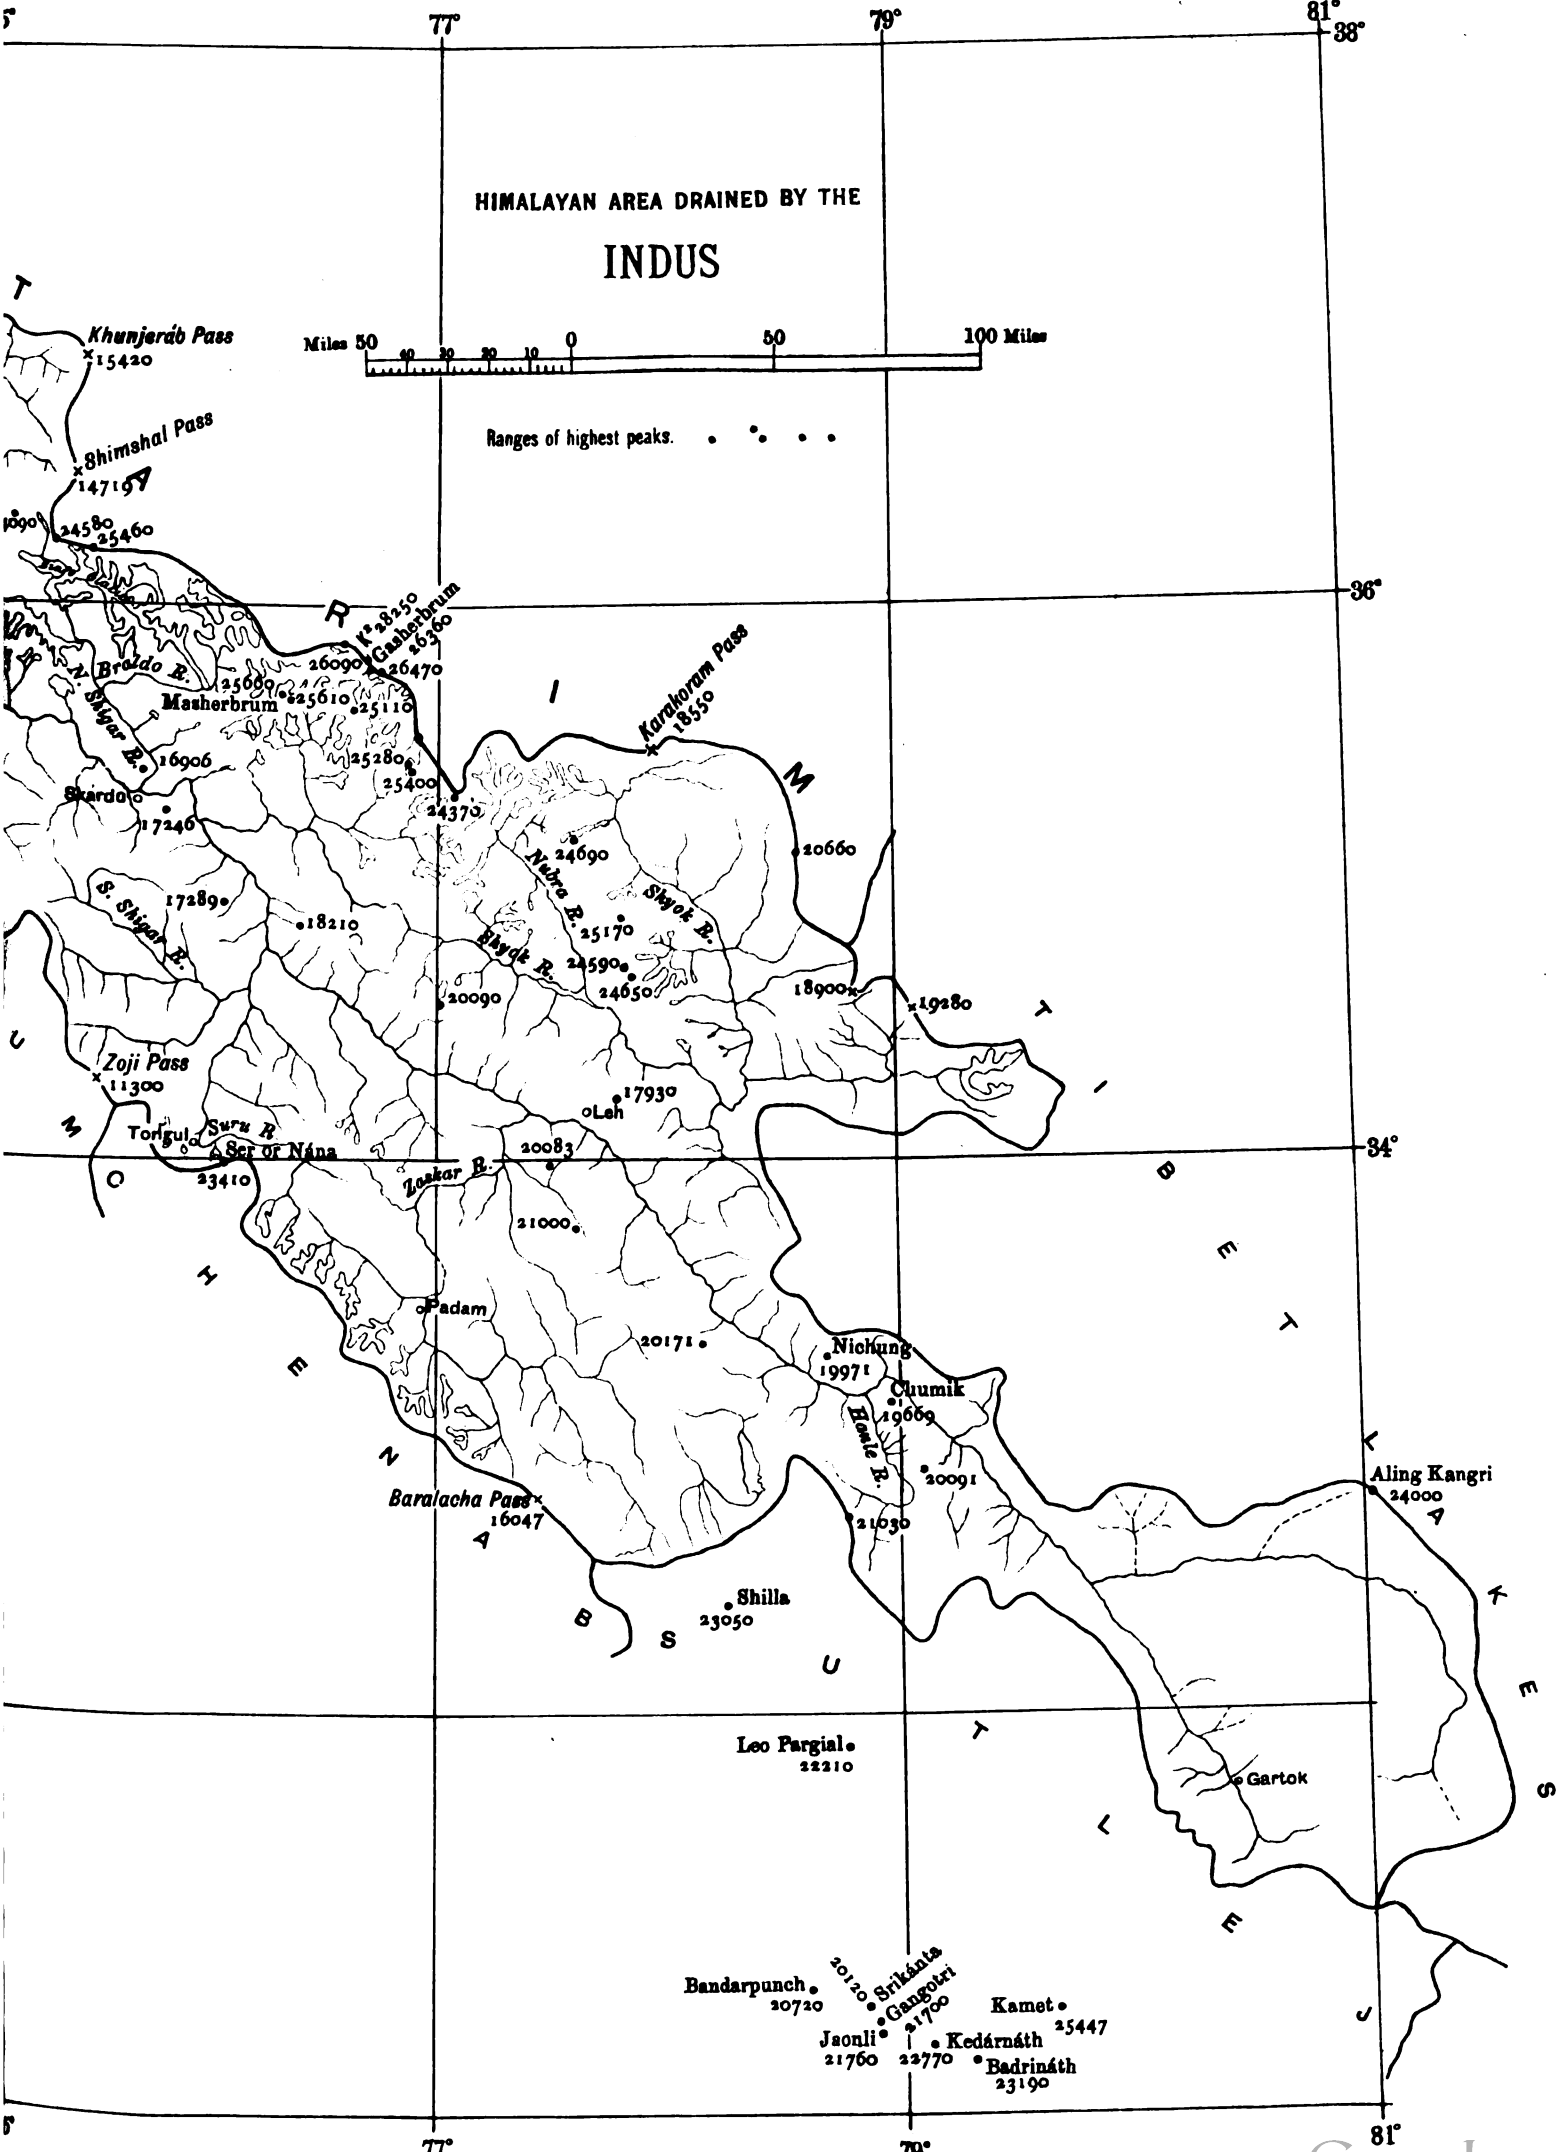 77°
79°
81°
38°
HIMALAYAN AREA DRAINED BY THE
INDUS
T
Khunjeráb Pass
15420
Miles 50
40
30
20
10
0
50
100 Miles
Shimshal Pass
14719
A
Ranges of highest peaks.
24580
25460
36°
R
K² 28250
Gasherbrum
26360
26090
26470
Braldo R.
N. Shigar R.
25660
Masherbrum
25610
25110
I
Karakoram Pass
18550
M
16906
25280
25400
Skardo
17246
24370
20660
24690
Nubra R.
Shyok R.
S. Shigar R.
17289
18210
25170
Shyok R.
24590
24650
20090
18900
19280
T
U
Zoji Pass
11300
17930
Leh
I
M
Tongul
Suru R
Ser or Nána
23410
20083
34°
Zaskar R.
B
O
21000
E
H
Padam
T
E
20171
Nichung
19971
Chumik
19669
Hanle R.
N
20091
L
Aling Kangri
24000
A
Baralacha Pass
16047
A
21030
K
Shilla
23050
B
S
U
E
Leo Pargial
22210
T
Gartok
S
L
E
Bandarpunch
20720
20120
Srikánta
Gangotri
21700
Kamet
25447
J
Jaonli
21760
Kedárnáth
22770
Badrináth
23190
77°
79°
81°